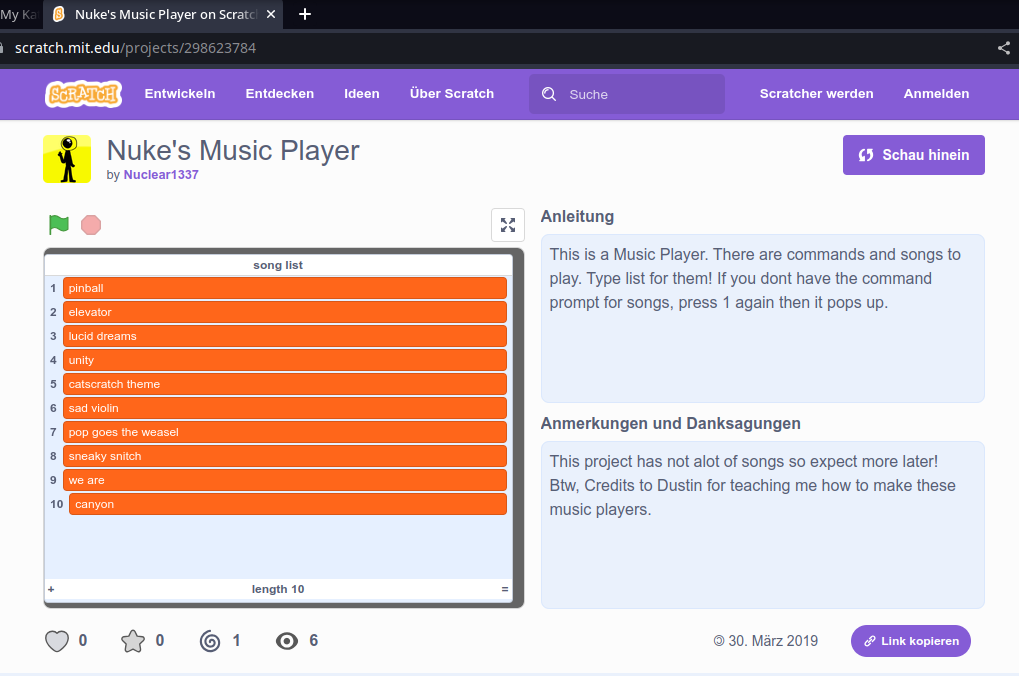 My Ka
Nuke's Music Player on Scratc
scratch.mit.edu/projects/298623784
SCRATCH
Entwickeln
Entdecken
Ideen
Über Scratch
Suche
Scratcher werden
Anmelden
Nuke's Music Player
by Nuclear1337
Schau hinein
song list
1 pinball
2 elevator
3 lucid dreams
4 unity
5 catscratch theme
6 sad violin
7 pop goes the weasel
8 sneaky snitch
9 we are
10 canyon
+ length 10 =
Anleitung
This is a Music Player. There are commands and songs to
play. Type list for them! If you dont have the command
prompt for songs, press 1 again then it pops up.
Anmerkungen und Danksagungen
This project has not alot of songs so expect more later!
Btw, Credits to Dustin for teaching me how to make these
music players.
0
0
1
6
30. März 2019
Link kopieren